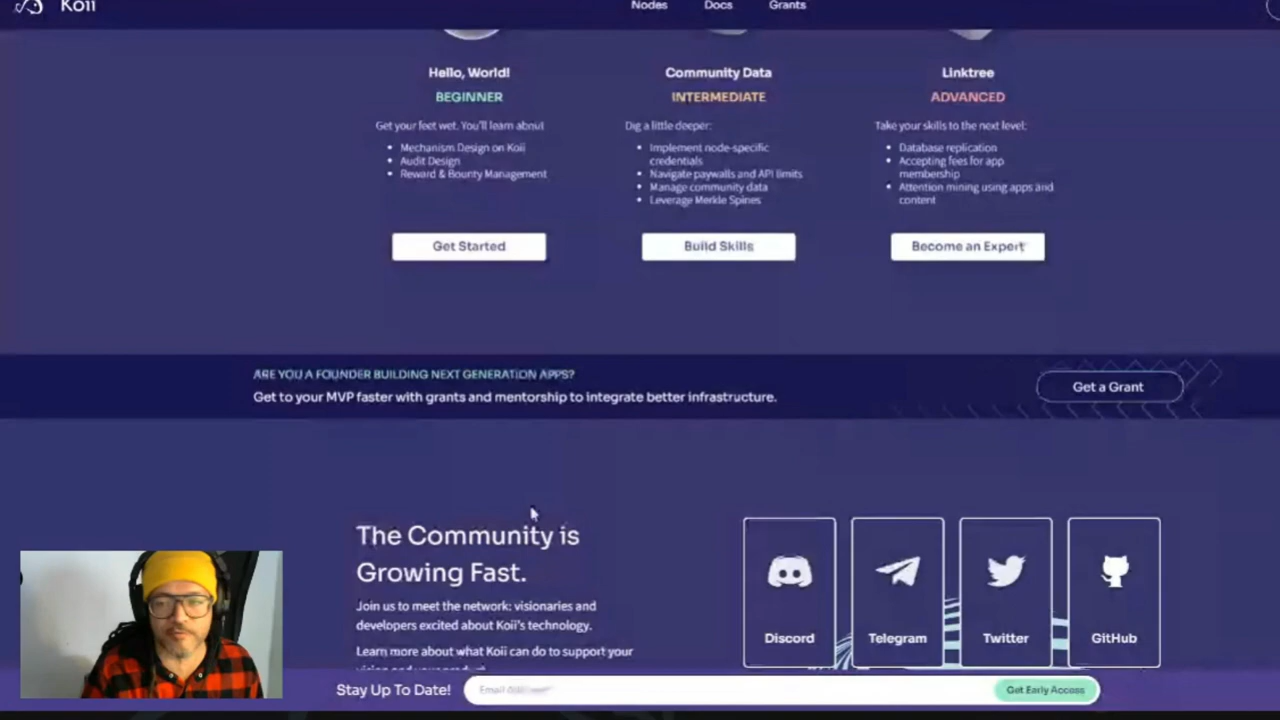 Koii
Nodes
Docs
Grants
Hello, World!
BEGINNER
Get your feet wet. You'll learn about
Mechanism Design on Koii
Audit Design
Reward & Bounty Management
Get Started
Community Data
INTERMEDIATE
Dig a little deeper:
Implement node-specific
credentials
Navigate paywalls and API limits
Manage community data
Leverage Merkle Spines
Build Skills
Linktree
ADVANCED
Take your skills to the next level:
Database replication
Accepting fees for app
membership
Attention mining using apps and
content
Become an Expert
ARE YOU A FOUNDER BUILDING NEXT GENERATION APPS?
Get to your MVP faster with grants and mentorship to integrate better infrastructure.
Get a Grant
The Community is
Growing Fast.
Join us to meet the network: visionaries and
developers excited about Koii's technology.
Learn more about what Koii can do to support your
vision and your product.
Discord
Telegram
Twitter
GitHub
Stay Up To Date!
Email
Get Early Access